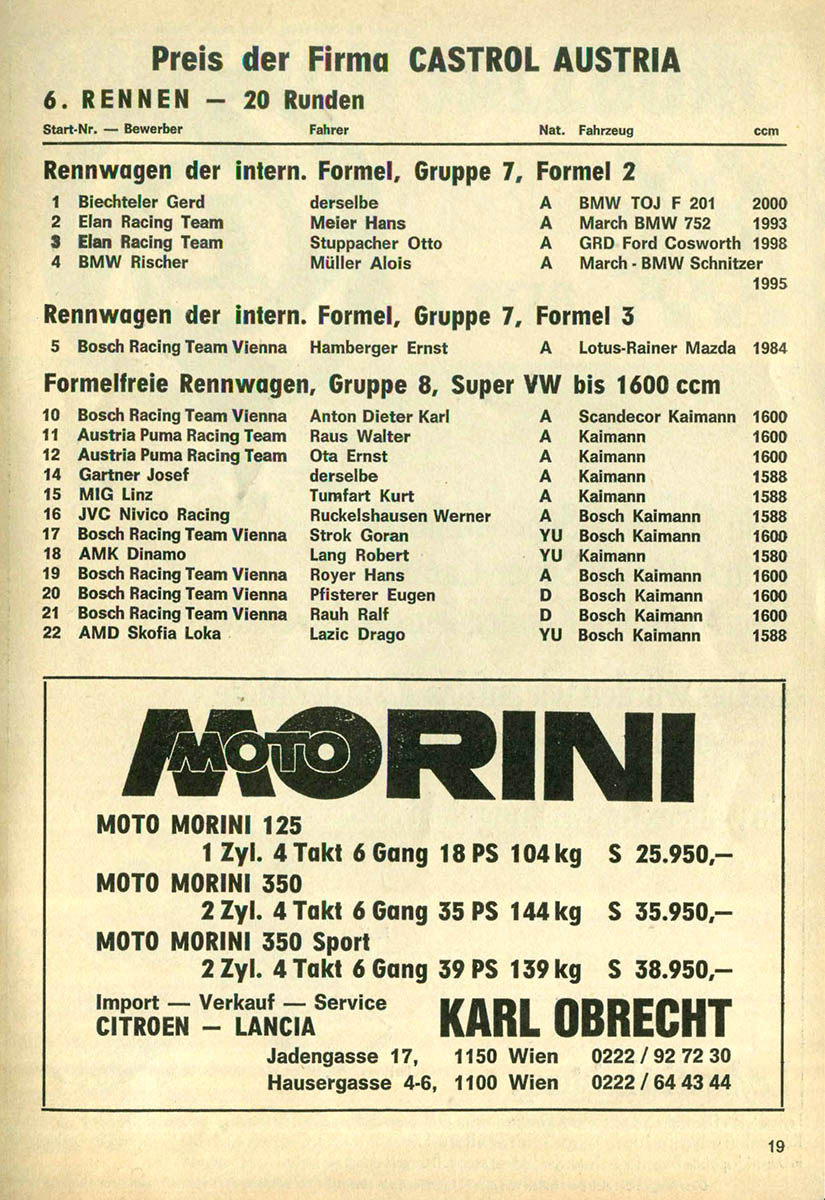 Preis der Firma CASTROL AUSTRIA
6. RENNEN — 20 Runden
Start-Nr. — Bewerber Fahrer Nat. Fahrzeug ccm
Rennwagen der intern. Formel, Gruppe 7, Formel 2
1 Biechteler Gerd derselbe A BMW TOJ F 201 2000
2 Elan Racing Team Meier Hans A March BMW 752 1993
3 Elan Racing Team Stuppacher Otto A GRD Ford Cosworth 1998
4 BMW Rischer Müller Alois A March - BMW Schnitzer
1995
Rennwagen der intern. Formel, Gruppe 7, Formel 3
5 Bosch Racing Team Vienna Hamberger Ernst A Lotus-Rainer Mazda 1984
Formelfreie Rennwagen, Gruppe 8, Super VW bis 1600 ccm
10 Bosch Racing Team Vienna Anton Dieter Karl A Scandecor Kaimann 1600
11 Austria Puma Racing Team Raus Walter A Kaimann 1600
12 Austria Puma Racing Team Ota Ernst A Kaimann 1600
14 Gartner Josef derselbe A Kaimann 1588
15 MIG Linz Tumfart Kurt A Kaimann 1588
16 JVC Nivico Racing Ruckelshausen Werner A Bosch Kaimann 1588
17 Bosch Racing Team Vienna Strok Goran YU Bosch Kaimann 1600
18 AMK Dinamo Lang Robert YU Kaimann 1580
19 Bosch Racing Team Vienna Royer Hans A Bosch Kaimann 1600
20 Bosch Racing Team Vienna Pfisterer Eugen D Bosch Kaimann 1600
21 Bosch Racing Team Vienna Rauh Ralf D Bosch Kaimann 1600
22 AMD Skofia Loka Lazic Drago YU Bosch Kaimann 1588
MOTO MORINI
MOTO MORINI 125
1 Zyl. 4 Takt 6 Gang 18 PS 104 kg S 25.950,—
MOTO MORINI 350
2 Zyl. 4 Takt 6 Gang 35 PS 144 kg S 35.950,—
MOTO MORINI 350 Sport
2 Zyl. 4 Takt 6 Gang 39 PS 139 kg S 38.950,—
Import — Verkauf — Service
CITROEN — LANCIA KARL OBRECHT
Jadengasse 17, 1150 Wien 0222 / 92 72 30
Hausergasse 4-6, 1100 Wien 0222 / 64 43 44
19